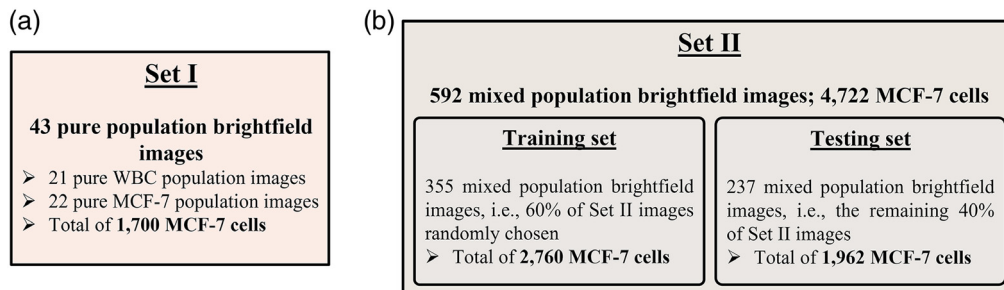 (a)
Set I
43 pure population brightfield
images
➢ 21 pure WBC population images
➢ 22 pure MCF-7 population images
➢ Total of 1,700 MCF-7 cells
(b)
Set II
592 mixed population brightfield images; 4,722 MCF-7 cells
Training set
355 mixed population brightfield
images, i.e., 60% of Set II images
randomly chosen
➢ Total of 2,760 MCF-7 cells
Testing set
237 mixed population brightfield
images, i.e., the remaining 40%
of Set II images
➢ Total of 1,962 MCF-7 cells